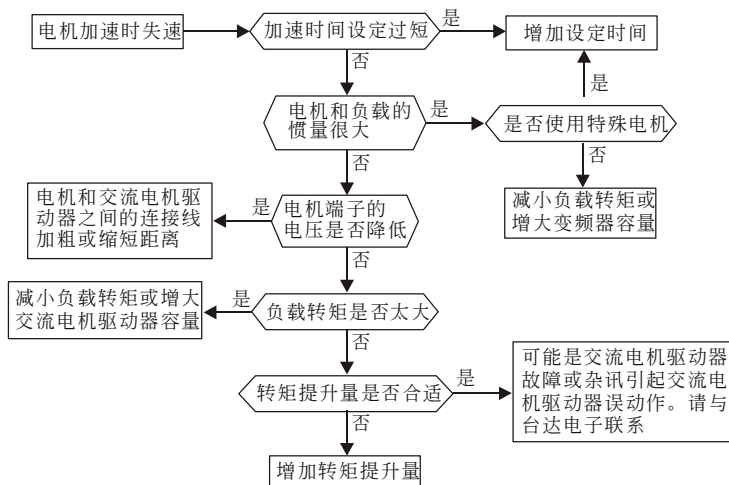 电机加速时失速
加速时间设定过短
是
增加设定时间
否
是
电机和负载的
惯量很大
是
是否使用特殊电机
否
否
电机和交流电机驱
动器之间的连接线
加粗或缩短距离
是
电机端子的
电压是否降低
减小负载转矩或
增大变频器容量
否
减小负载转矩或增大
交流电机驱动器容量
是
负载转矩是否太大
否
转矩提升量是否合适
是
可能是交流电机驱动器
故障或杂讯引起交流电
机驱动器误动作。请与
台达电子联系
否
增加转矩提升量